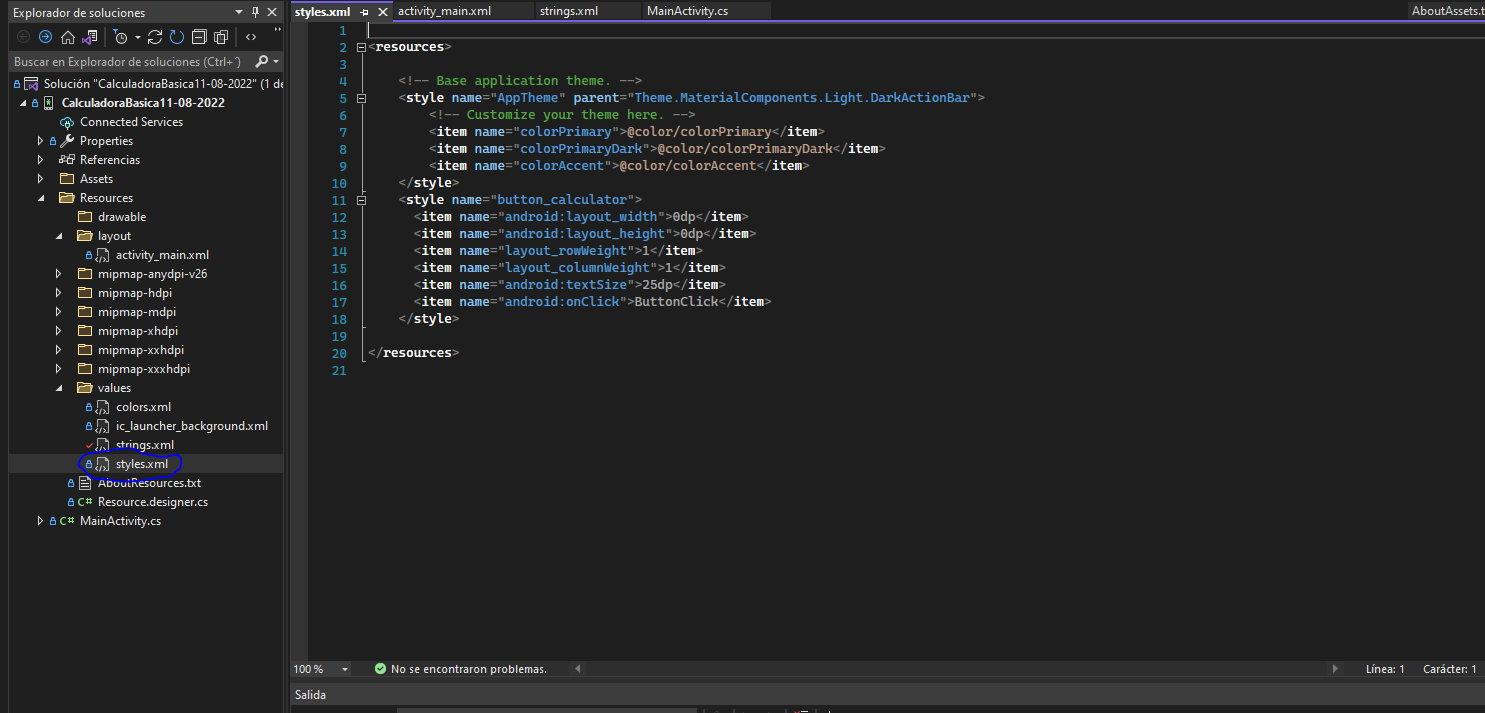 Explorador de soluciones
Buscar en Explorador de soluciones (Ctrl+´)
Solución "CalculadoraBasica11-08-2022" (1 de
CalculadoraBasica11-08-2022
Connected Services
Properties
Referencias
Assets
Resources
drawable
layout
activity_main.xml
mipmap-anydpi-v26
mipmap-hdpi
mipmap-mdpi
mipmap-xhdpi
mipmap-xxhdpi
mipmap-xxxhdpi
values
colors.xml
ic_launcher_background.xml
strings.xml
styles.xml
AboutResources.txt
C# Resource.designer.cs
C# MainActivity.cs
styles.xml activity_main.xml strings.xml MainActivity.cs AboutAssets.t
1
2 <resources>
3
4 <!-- Base application theme. -->
5 <style name="AppTheme" parent="Theme.MaterialComponents.Light.DarkActionBar">
6 <!-- Customize your theme here. -->
7 <item name="colorPrimary">@color/colorPrimary</item>
8 <item name="colorPrimaryDark">@color/colorPrimaryDark</item>
9 <item name="colorAccent">@color/colorAccent</item>
10 </style>
11 <style name="button_calculator">
12 <item name="android:layout_width">0dp</item>
13 <item name="android:layout_height">0dp</item>
14 <item name="layout_rowWeight">1</item>
15 <item name="layout_columnWeight">1</item>
16 <item name="android:textSize">25dp</item>
17 <item name="android:onClick">ButtonClick</item>
18 </style>
19
20 </resources>
21
100 % No se encontraron problemas. Línea: 1 Carácter: 1
Salida